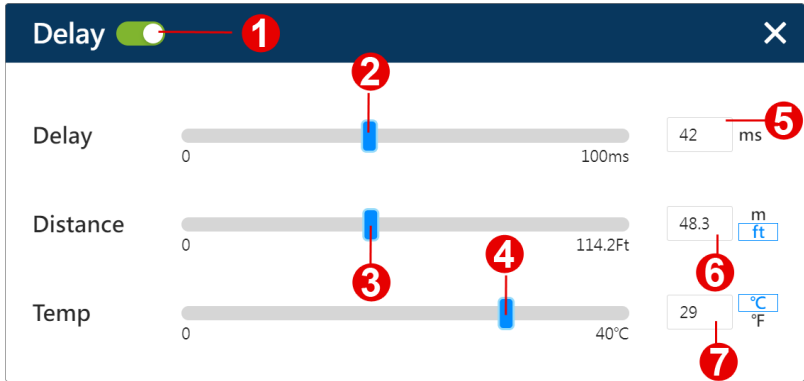 Delay 1 ×
2
Delay 42 ms 5
0 100ms
Distance 48.3 m
ft
0 114.2Ft
3 4 6
Temp 29 °C
°F
0 40°C
7